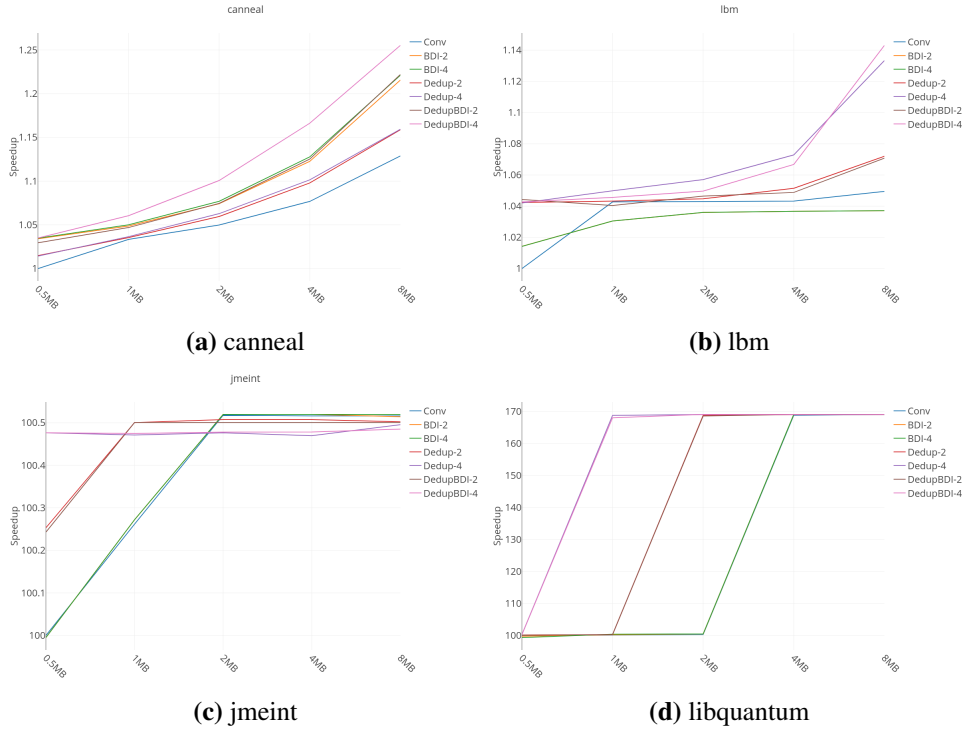 canneal
Speedup
1.25
1.2
1.15
1.1
1.05
1
0.5MB
1MB
2MB
4MB
8MB
Conv
BDI-2
BDI-4
Dedup-2
Dedup-4
DedupBDI-2
DedupBDI-4
(a) canneal
lbm
Speedup
1.14
1.12
1.1
1.08
1.06
1.04
1.02
1
0.5MB
1MB
2MB
4MB
8MB
Conv
BDI-2
BDI-4
Dedup-2
Dedup-4
DedupBDI-2
DedupBDI-4
(b) lbm
jmeint
Speedup
100.5
100.4
100.3
100.2
100.1
100
0.5MB
1MB
2MB
4MB
8MB
Conv
BDI-2
BDI-4
Dedup-2
Dedup-4
DedupBDI-2
DedupBDI-4
(c) jmeint
Speedup
170
160
150
140
130
120
110
100
0.5MB
1MB
2MB
4MB
8MB
Conv
BDI-2
BDI-4
Dedup-2
Dedup-4
DedupBDI-2
DedupBDI-4
(d) libquantum